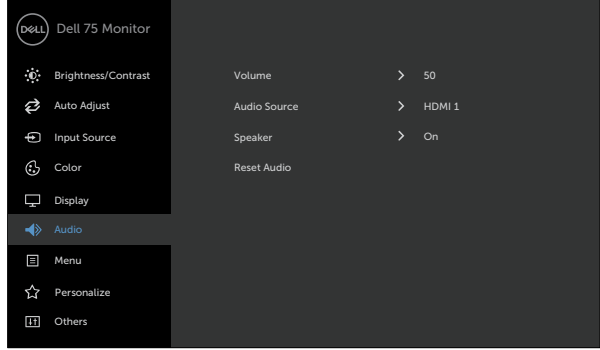 DELL Dell 75 Monitor
Brightness/Contrast Volume > 50
Auto Adjust Audio Source > HDMI 1
Input Source Speaker > On
Color Reset Audio
Display
Audio
Menu
Personalize
Others